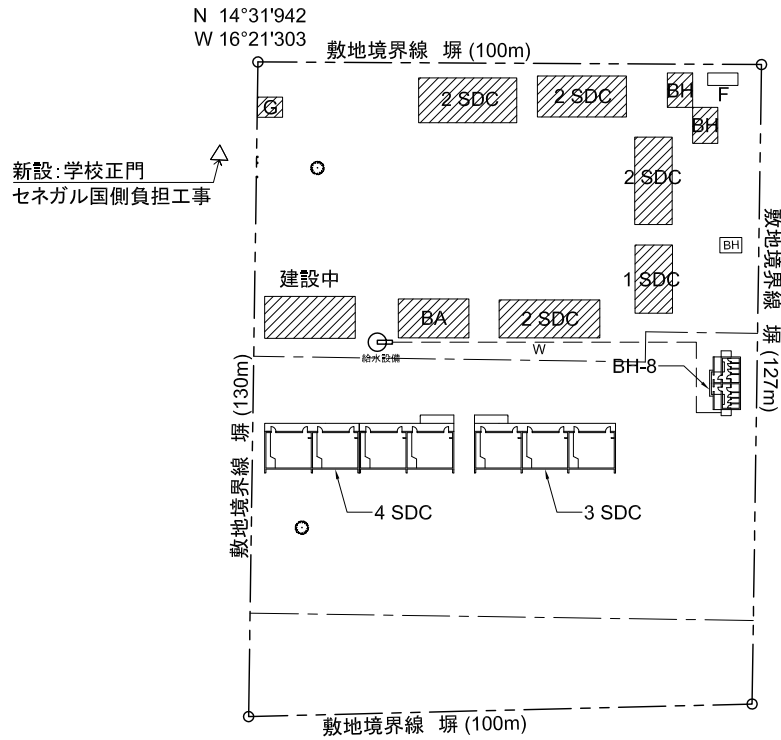 N 14°31'942
W 16°21'303
敷地境界線 塀 (100m)
G
2 SDC
2 SDC
BH
F
BH
新設:学校正門
セネガル国側負担工事
2 SDC
敷地境界線 塀 (127m)
BH
建設中
1 SDC
BA
2 SDC
給水設備
W
BH-8
敷地境界線 塀 (130m)
4 SDC
3 SDC
敷地境界線 塀 (100m)